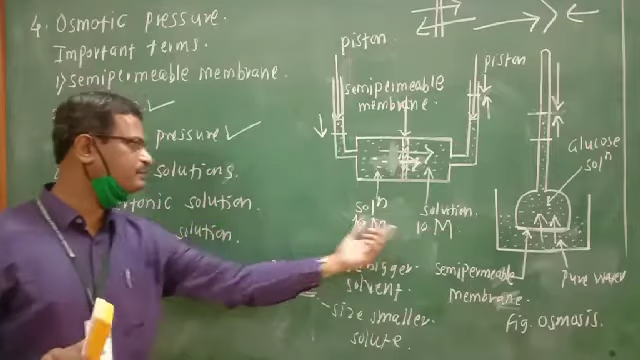 4. Osmotic pressure.
Important terms.
1) Semipermeable membrane.
pressure ✓
solutions.
tonic solution.
solution.
piston
piston
semipermeable
membrane.
solⁿ
solution.
10 M
bigger
solvent.
- size smaller.
solute.
Glucose
solⁿ
semipermeable
membrane.
pure water
Fig. Osmosis.